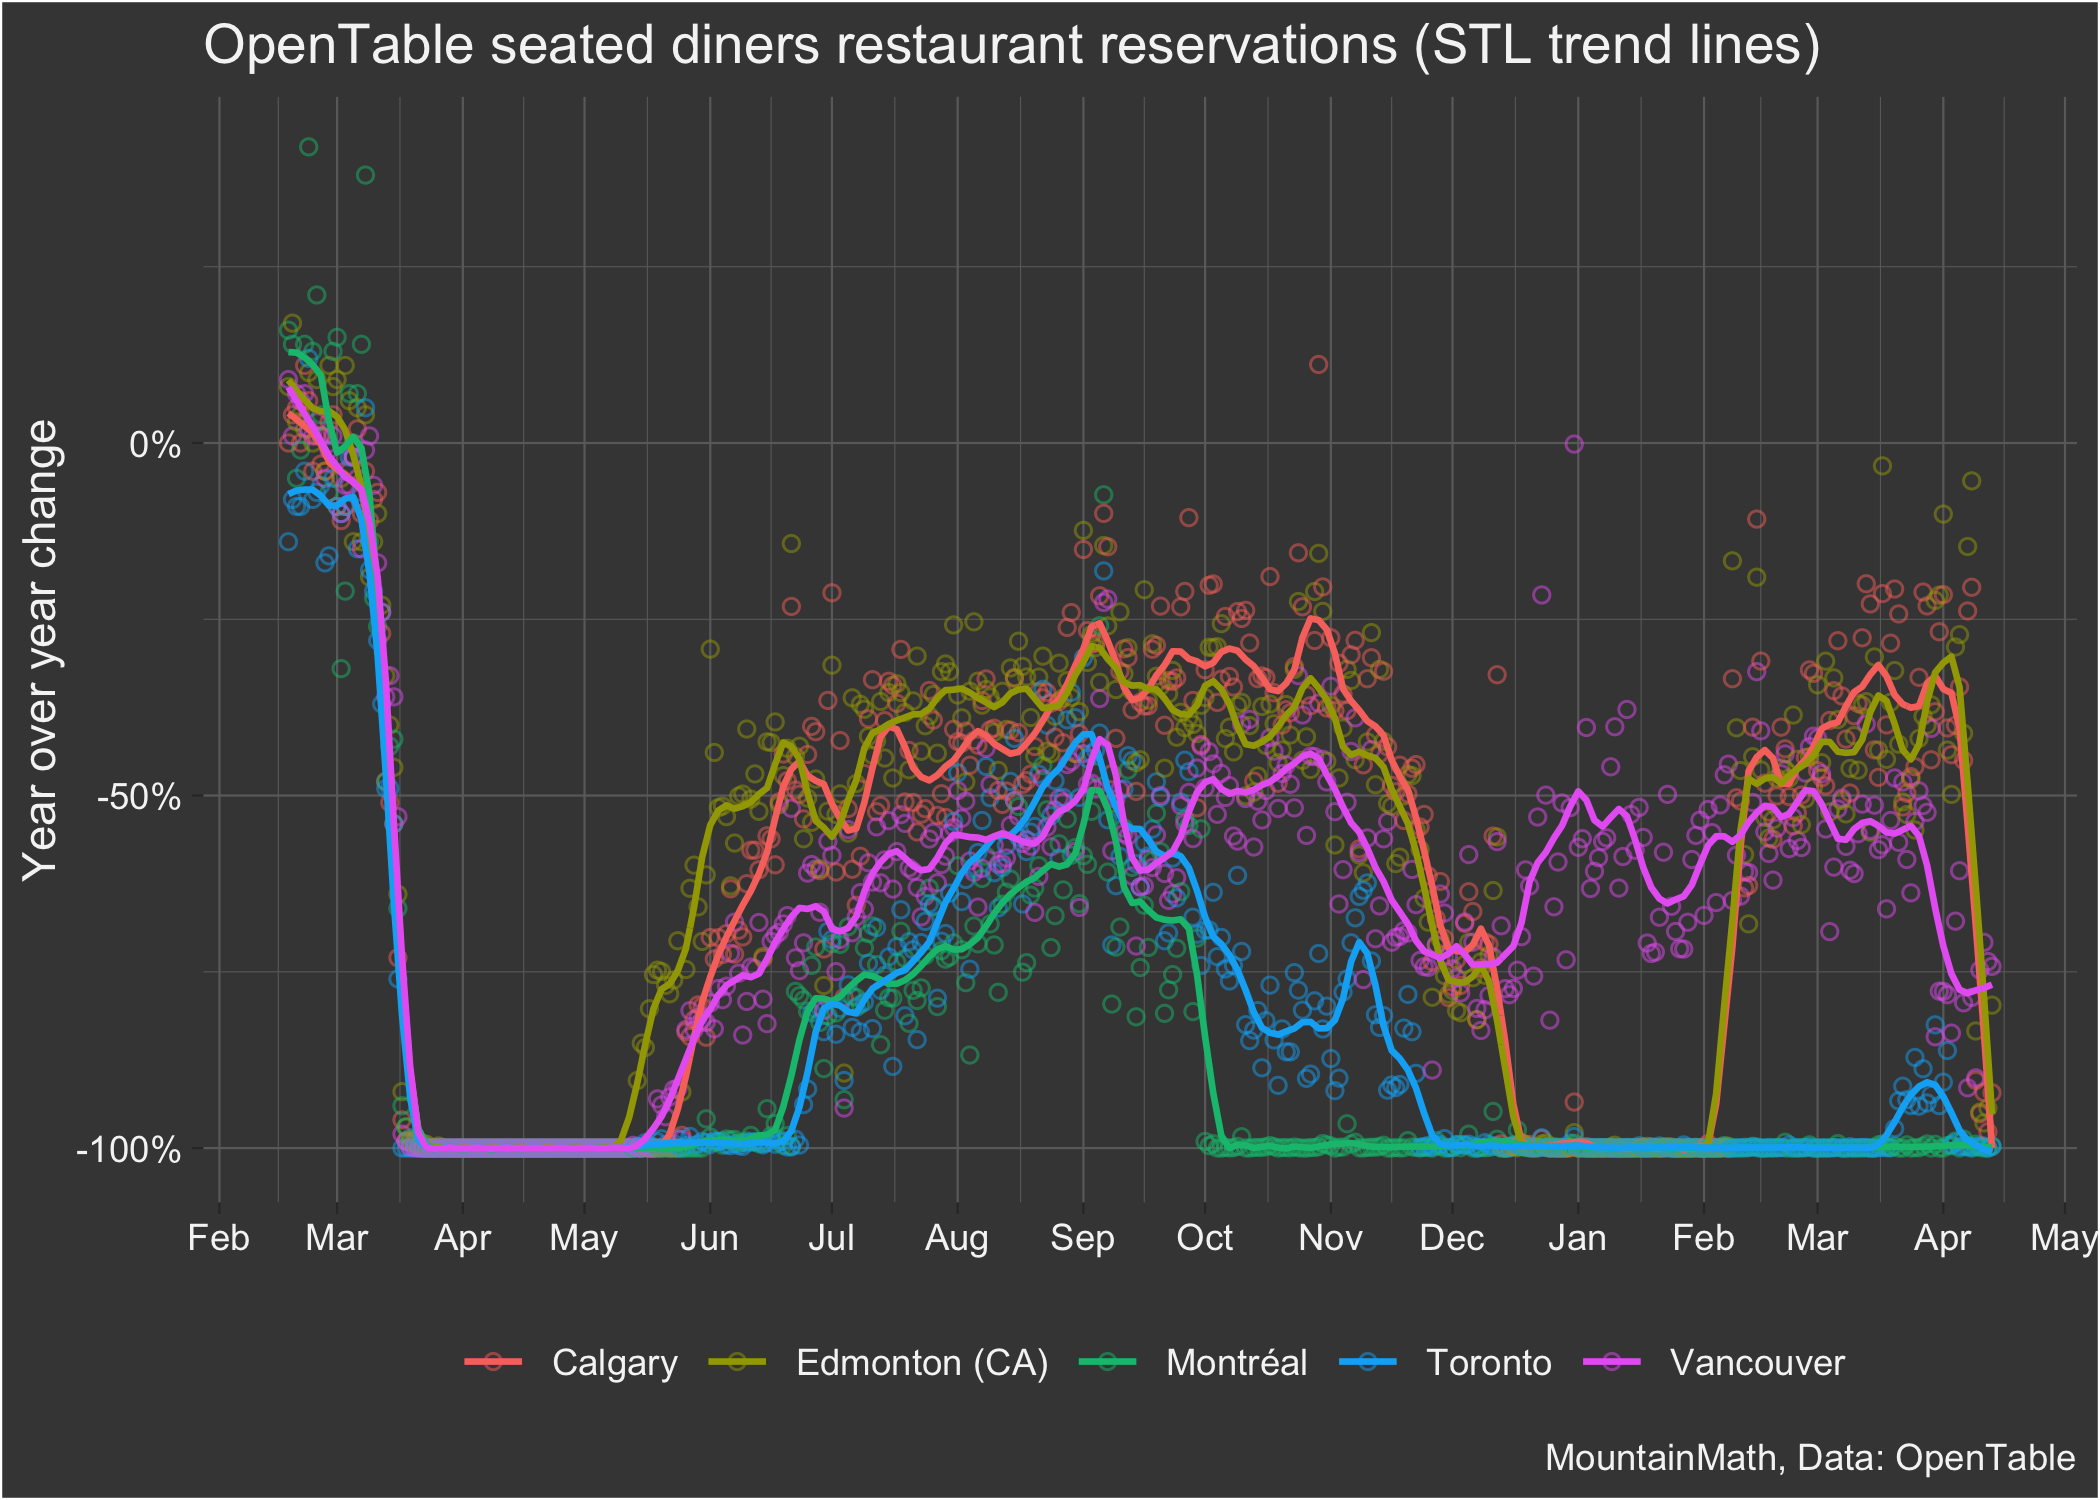 OpenTable seated diners restaurant reservations (STL trend lines)
Year over year change
0%
-50%
-100%
Feb Mar Apr May Jun Jul Aug Sep Oct Nov Dec Jan Feb Mar Apr May
Calgary Edmonton (CA) Montréal Toronto Vancouver
MountainMath, Data: OpenTable